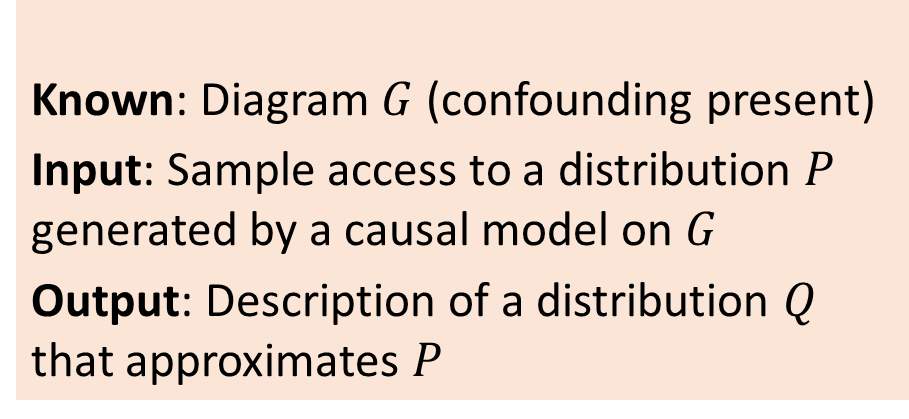 Known: Diagram G (confounding present)
Input: Sample access to a distribution P
generated by a causal model on G
Output: Description of a distribution Q
that approximates P